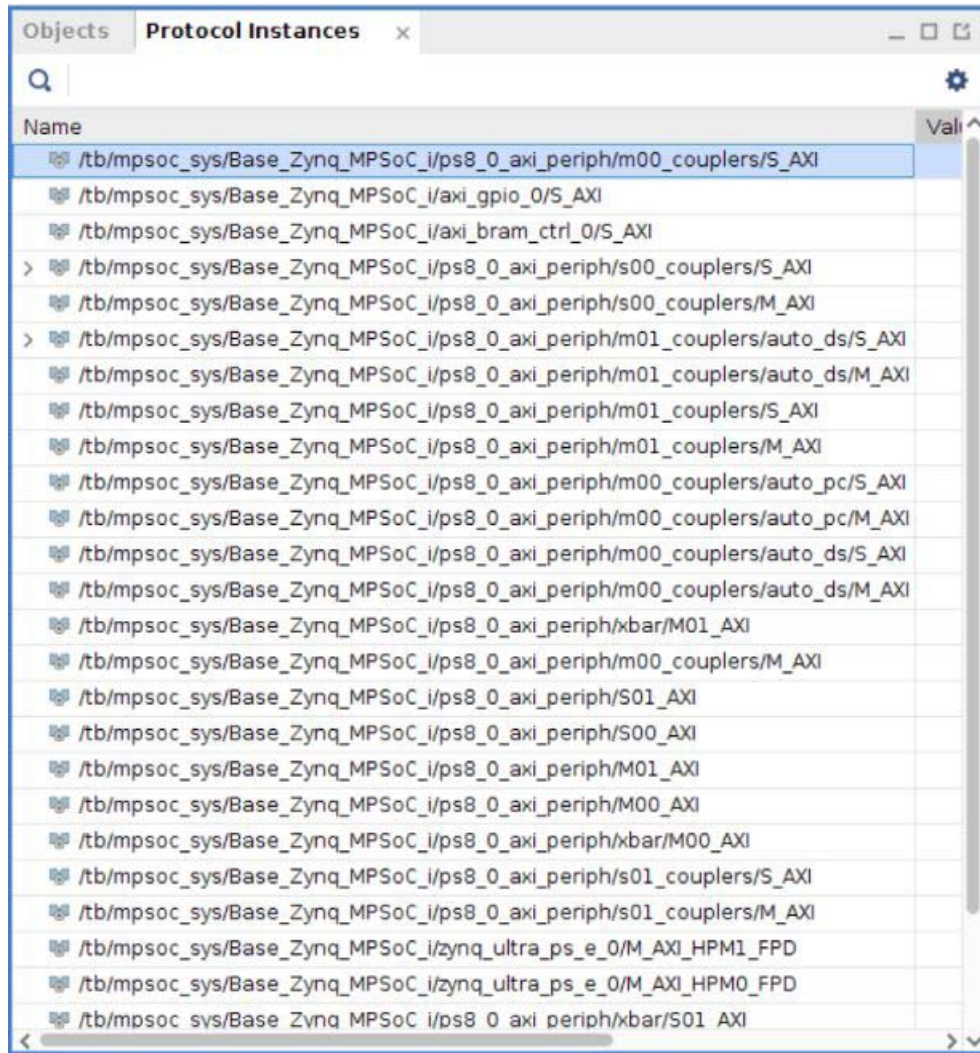 Objects Protocol Instances
Name Valu
/tb/mpsoc_sys/Base_Zynq_MPSoC_i/ps8_0_axi_periph/m00_couplers/S_AXI
/tb/mpsoc_sys/Base_Zynq_MPSoC_i/axi_gpio_0/S_AXI
/tb/mpsoc_sys/Base_Zynq_MPSoC_i/axi_bram_ctrl_0/S_AXI
> /tb/mpsoc_sys/Base_Zynq_MPSoC_i/ps8_0_axi_periph/s00_couplers/S_AXI
/tb/mpsoc_sys/Base_Zynq_MPSoC_i/ps8_0_axi_periph/s00_couplers/M_AXI
> /tb/mpsoc_sys/Base_Zynq_MPSoC_i/ps8_0_axi_periph/m01_couplers/auto_ds/S_AXI
/tb/mpsoc_sys/Base_Zynq_MPSoC_i/ps8_0_axi_periph/m01_couplers/auto_ds/M_AXI
/tb/mpsoc_sys/Base_Zynq_MPSoC_i/ps8_0_axi_periph/m01_couplers/S_AXI
/tb/mpsoc_sys/Base_Zynq_MPSoC_i/ps8_0_axi_periph/m01_couplers/M_AXI
/tb/mpsoc_sys/Base_Zynq_MPSoC_i/ps8_0_axi_periph/m00_couplers/auto_pc/S_AXI
/tb/mpsoc_sys/Base_Zynq_MPSoC_i/ps8_0_axi_periph/m00_couplers/auto_pc/M_AXI
/tb/mpsoc_sys/Base_Zynq_MPSoC_i/ps8_0_axi_periph/m00_couplers/auto_ds/S_AXI
/tb/mpsoc_sys/Base_Zynq_MPSoC_i/ps8_0_axi_periph/m00_couplers/auto_ds/M_AXI
/tb/mpsoc_sys/Base_Zynq_MPSoC_i/ps8_0_axi_periph/xbar/M01_AXI
/tb/mpsoc_sys/Base_Zynq_MPSoC_i/ps8_0_axi_periph/m00_couplers/M_AXI
/tb/mpsoc_sys/Base_Zynq_MPSoC_i/ps8_0_axi_periph/S01_AXI
/tb/mpsoc_sys/Base_Zynq_MPSoC_i/ps8_0_axi_periph/S00_AXI
/tb/mpsoc_sys/Base_Zynq_MPSoC_i/ps8_0_axi_periph/M01_AXI
/tb/mpsoc_sys/Base_Zynq_MPSoC_i/ps8_0_axi_periph/M00_AXI
/tb/mpsoc_sys/Base_Zynq_MPSoC_i/ps8_0_axi_periph/xbar/M00_AXI
/tb/mpsoc_sys/Base_Zynq_MPSoC_i/ps8_0_axi_periph/s01_couplers/S_AXI
/tb/mpsoc_sys/Base_Zynq_MPSoC_i/ps8_0_axi_periph/s01_couplers/M_AXI
/tb/mpsoc_sys/Base_Zynq_MPSoC_i/zynq_ultra_ps_e_0/M_AXI_HPM1_FPD
/tb/mpsoc_sys/Base_Zynq_MPSoC_i/zynq_ultra_ps_e_0/M_AXI_HPM0_FPD
/tb/mpsoc_sys/Base_Zynq_MPSoC_i/ps8_0_axi_periph/xbar/S01_AXI